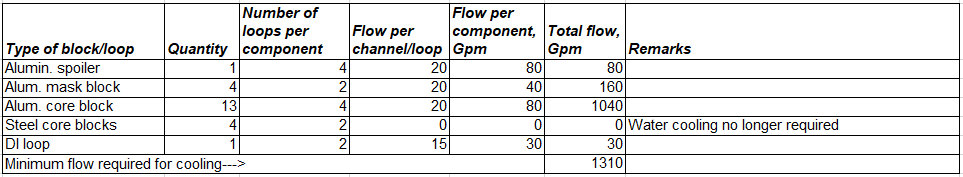 Type of block/loop Quantity Number of loops per component Flow per channel/loop Flow per component, Gpm Total flow, Gpm Remarks
Alumin. spoiler 1 4 20 80 80
Alum. mask block 4 2 20 40 160
Alum. core block 13 4 20 80 1040
Steel core blocks 4 2 0 0 0 Water cooling no longer required
DI loop 1 2 15 30 30
Minimum flow required for cooling---> 1310